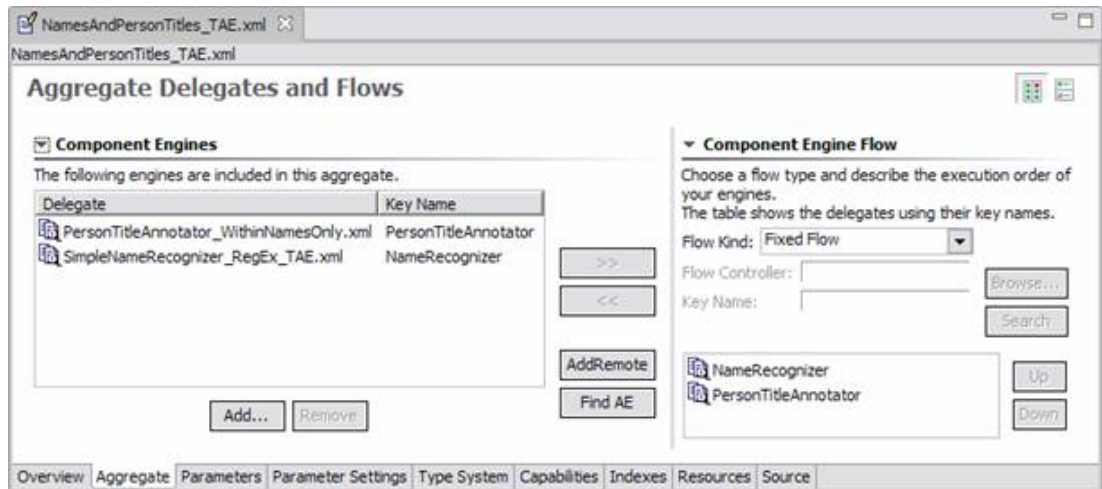 NamesAndPersonTitles_TAE.xml
NamesAndPersonTitles_TAE.xml
Aggregate Delegates and Flows
Component Engines
The following engines are included in this aggregate.
Delegate Key Name
PersonTitleAnnotator_WithinNamesOnly.xml PersonTitleAnnotator
SimpleNameRecognizer_RegEx_TAE.xml NameRecognizer
>>
<<
AddRemote
Find AE
Add... Remove
Component Engine Flow
Choose a flow type and describe the execution order of
your engines.
The table shows the delegates using their key names.
Flow Kind: Fixed Flow
Flow Controller:
Browse...
Key Name:
Search
NameRecognizer
PersonTitleAnnotator
Up
Down
Overview Aggregate Parameters Parameter Settings Type System Capabilities Indexes Resources Source